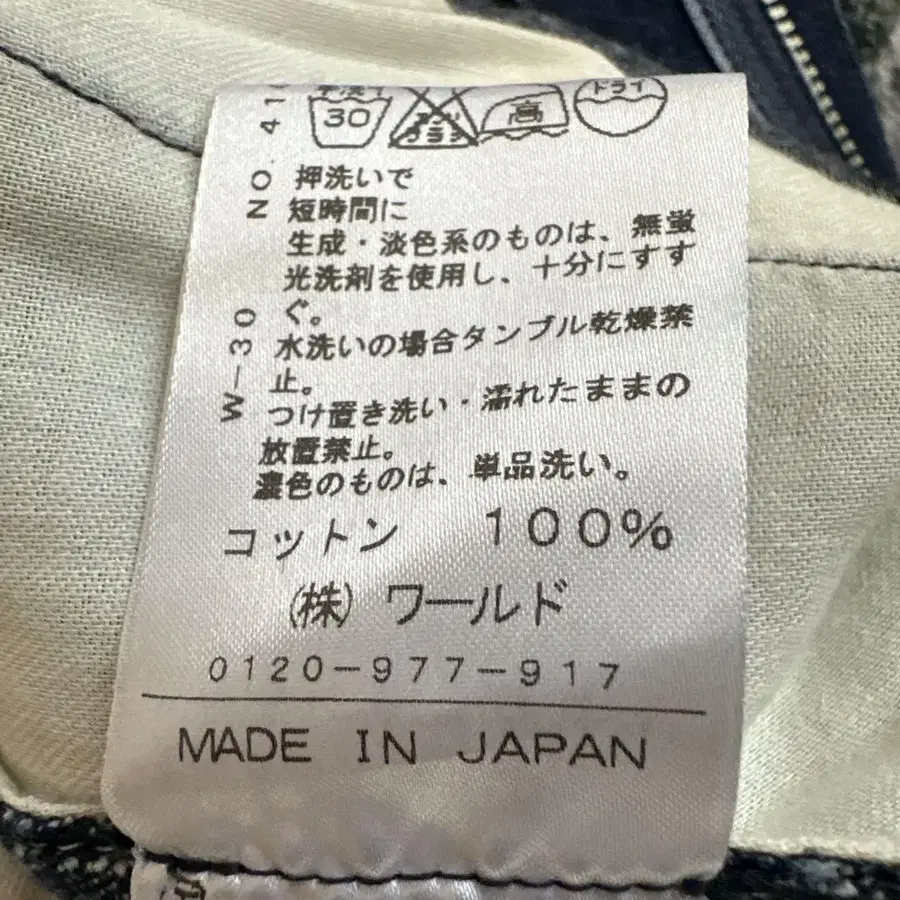 30
高
ドライ
押洗いで
短時間に
生成・淡色系のものは、無蛍
光洗剤を使用し、十分にすす
ぐ。
水洗いの場合タンブル乾燥禁
止。
つけ置き洗い・濡れたままの
放置禁止。
濃色のものは、単品洗い。
コットン 100%
(株) ワールド
0120-977-917
MADE IN JAPAN
W-30
NO.